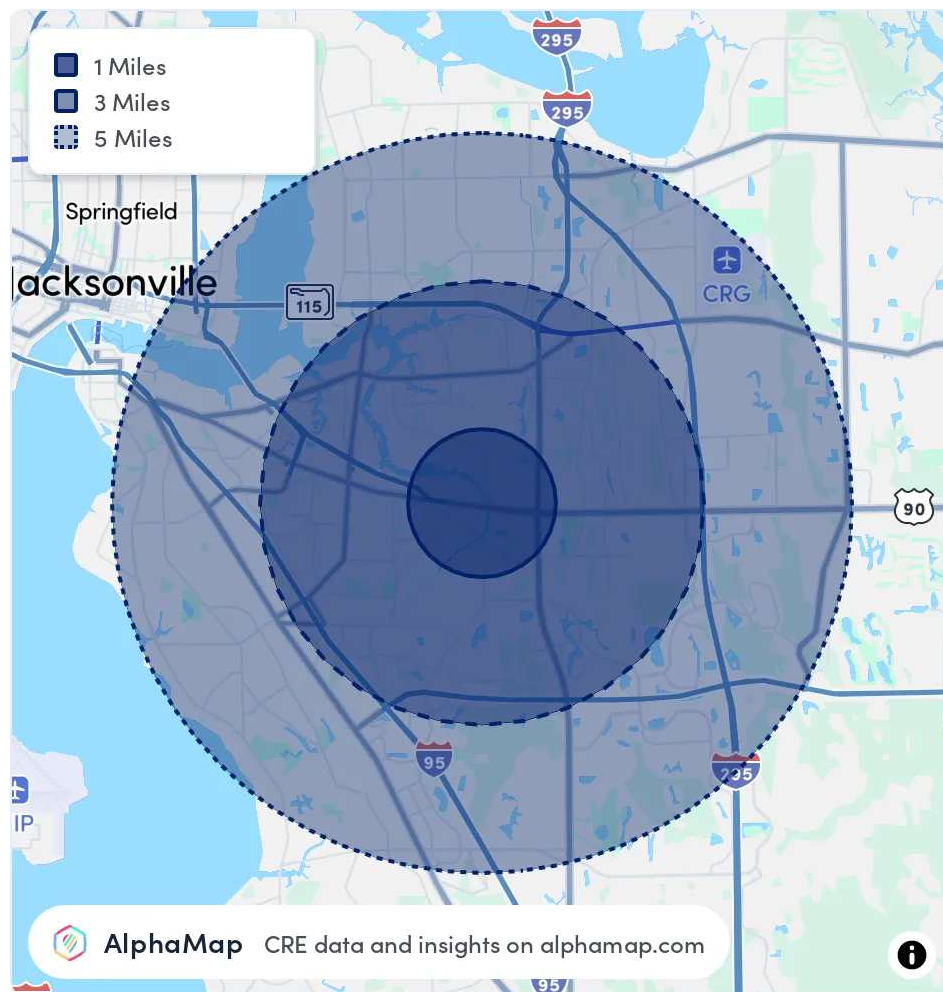 295
295
1 Miles
3 Miles
5 Miles
Springfield
Jacksonville
115
CRG
90
95
295
IP
AlphaMap CRE data and insights on alphamap.com
95